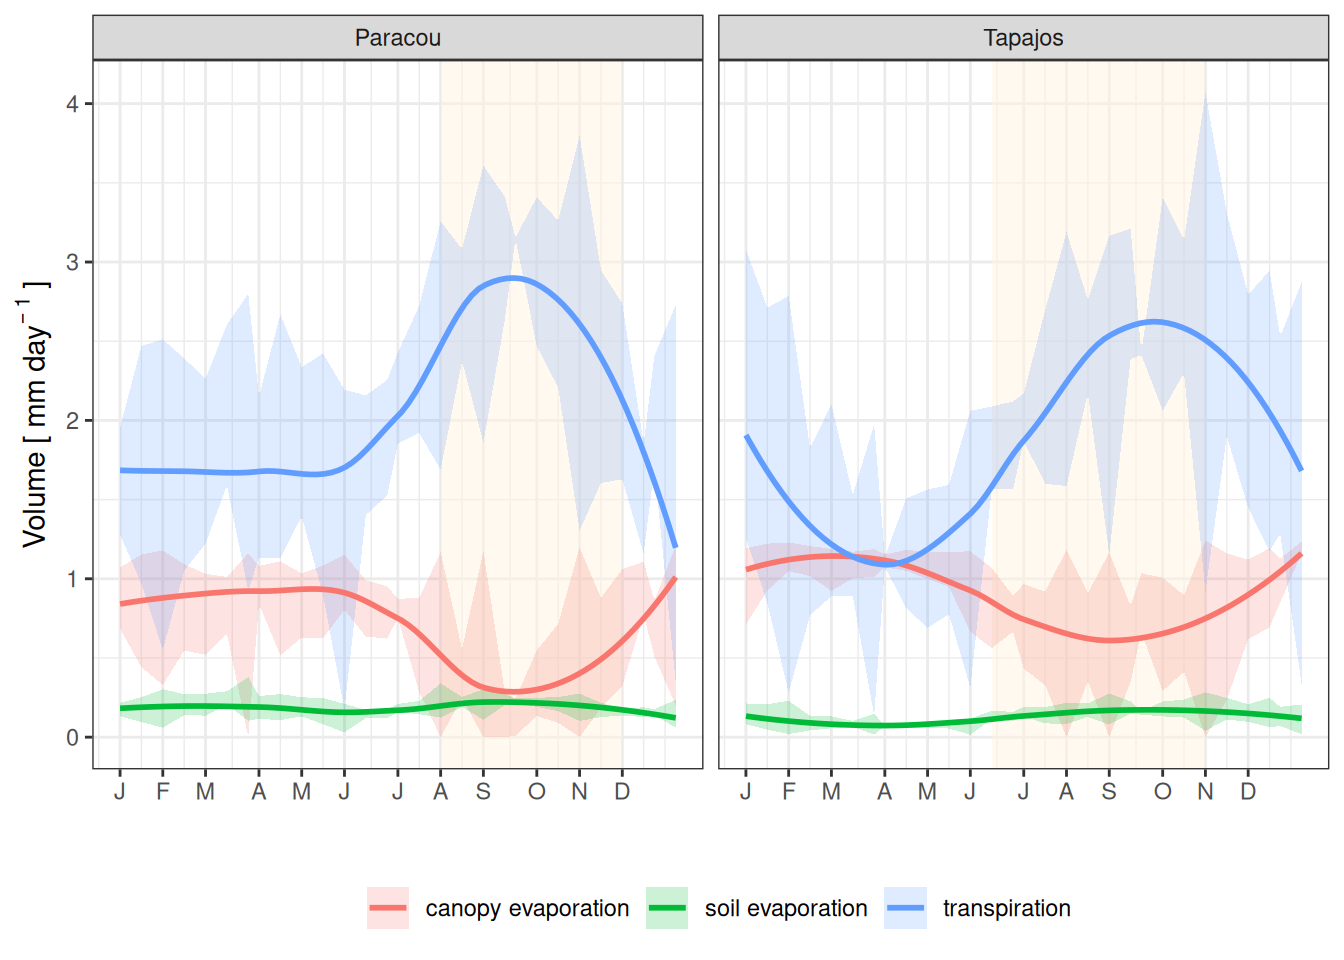 Paracou
Tapajos
Volume [ mm day⁻¹ ]
4
3
2
1
0
J F M A M J J A S O N D
J F M A M J J A S O N D
canopy evaporation
soil evaporation
transpiration